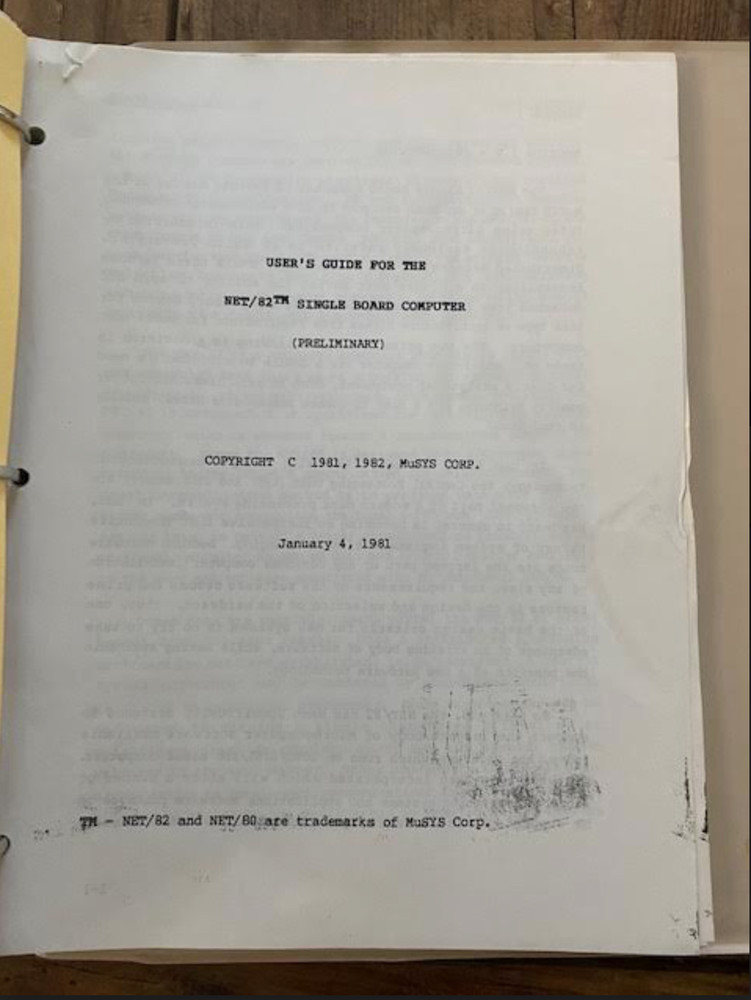 USER'S GUIDE FOR THE
NET/82TM SINGLE BOARD COMPUTER
(PRELIMINARY)
COPYRIGHT C 1981, 1982, MuSYS CORP.
January 4, 1981
TM - NET/82 and NET/80 are trademarks of MuSYS Corp.